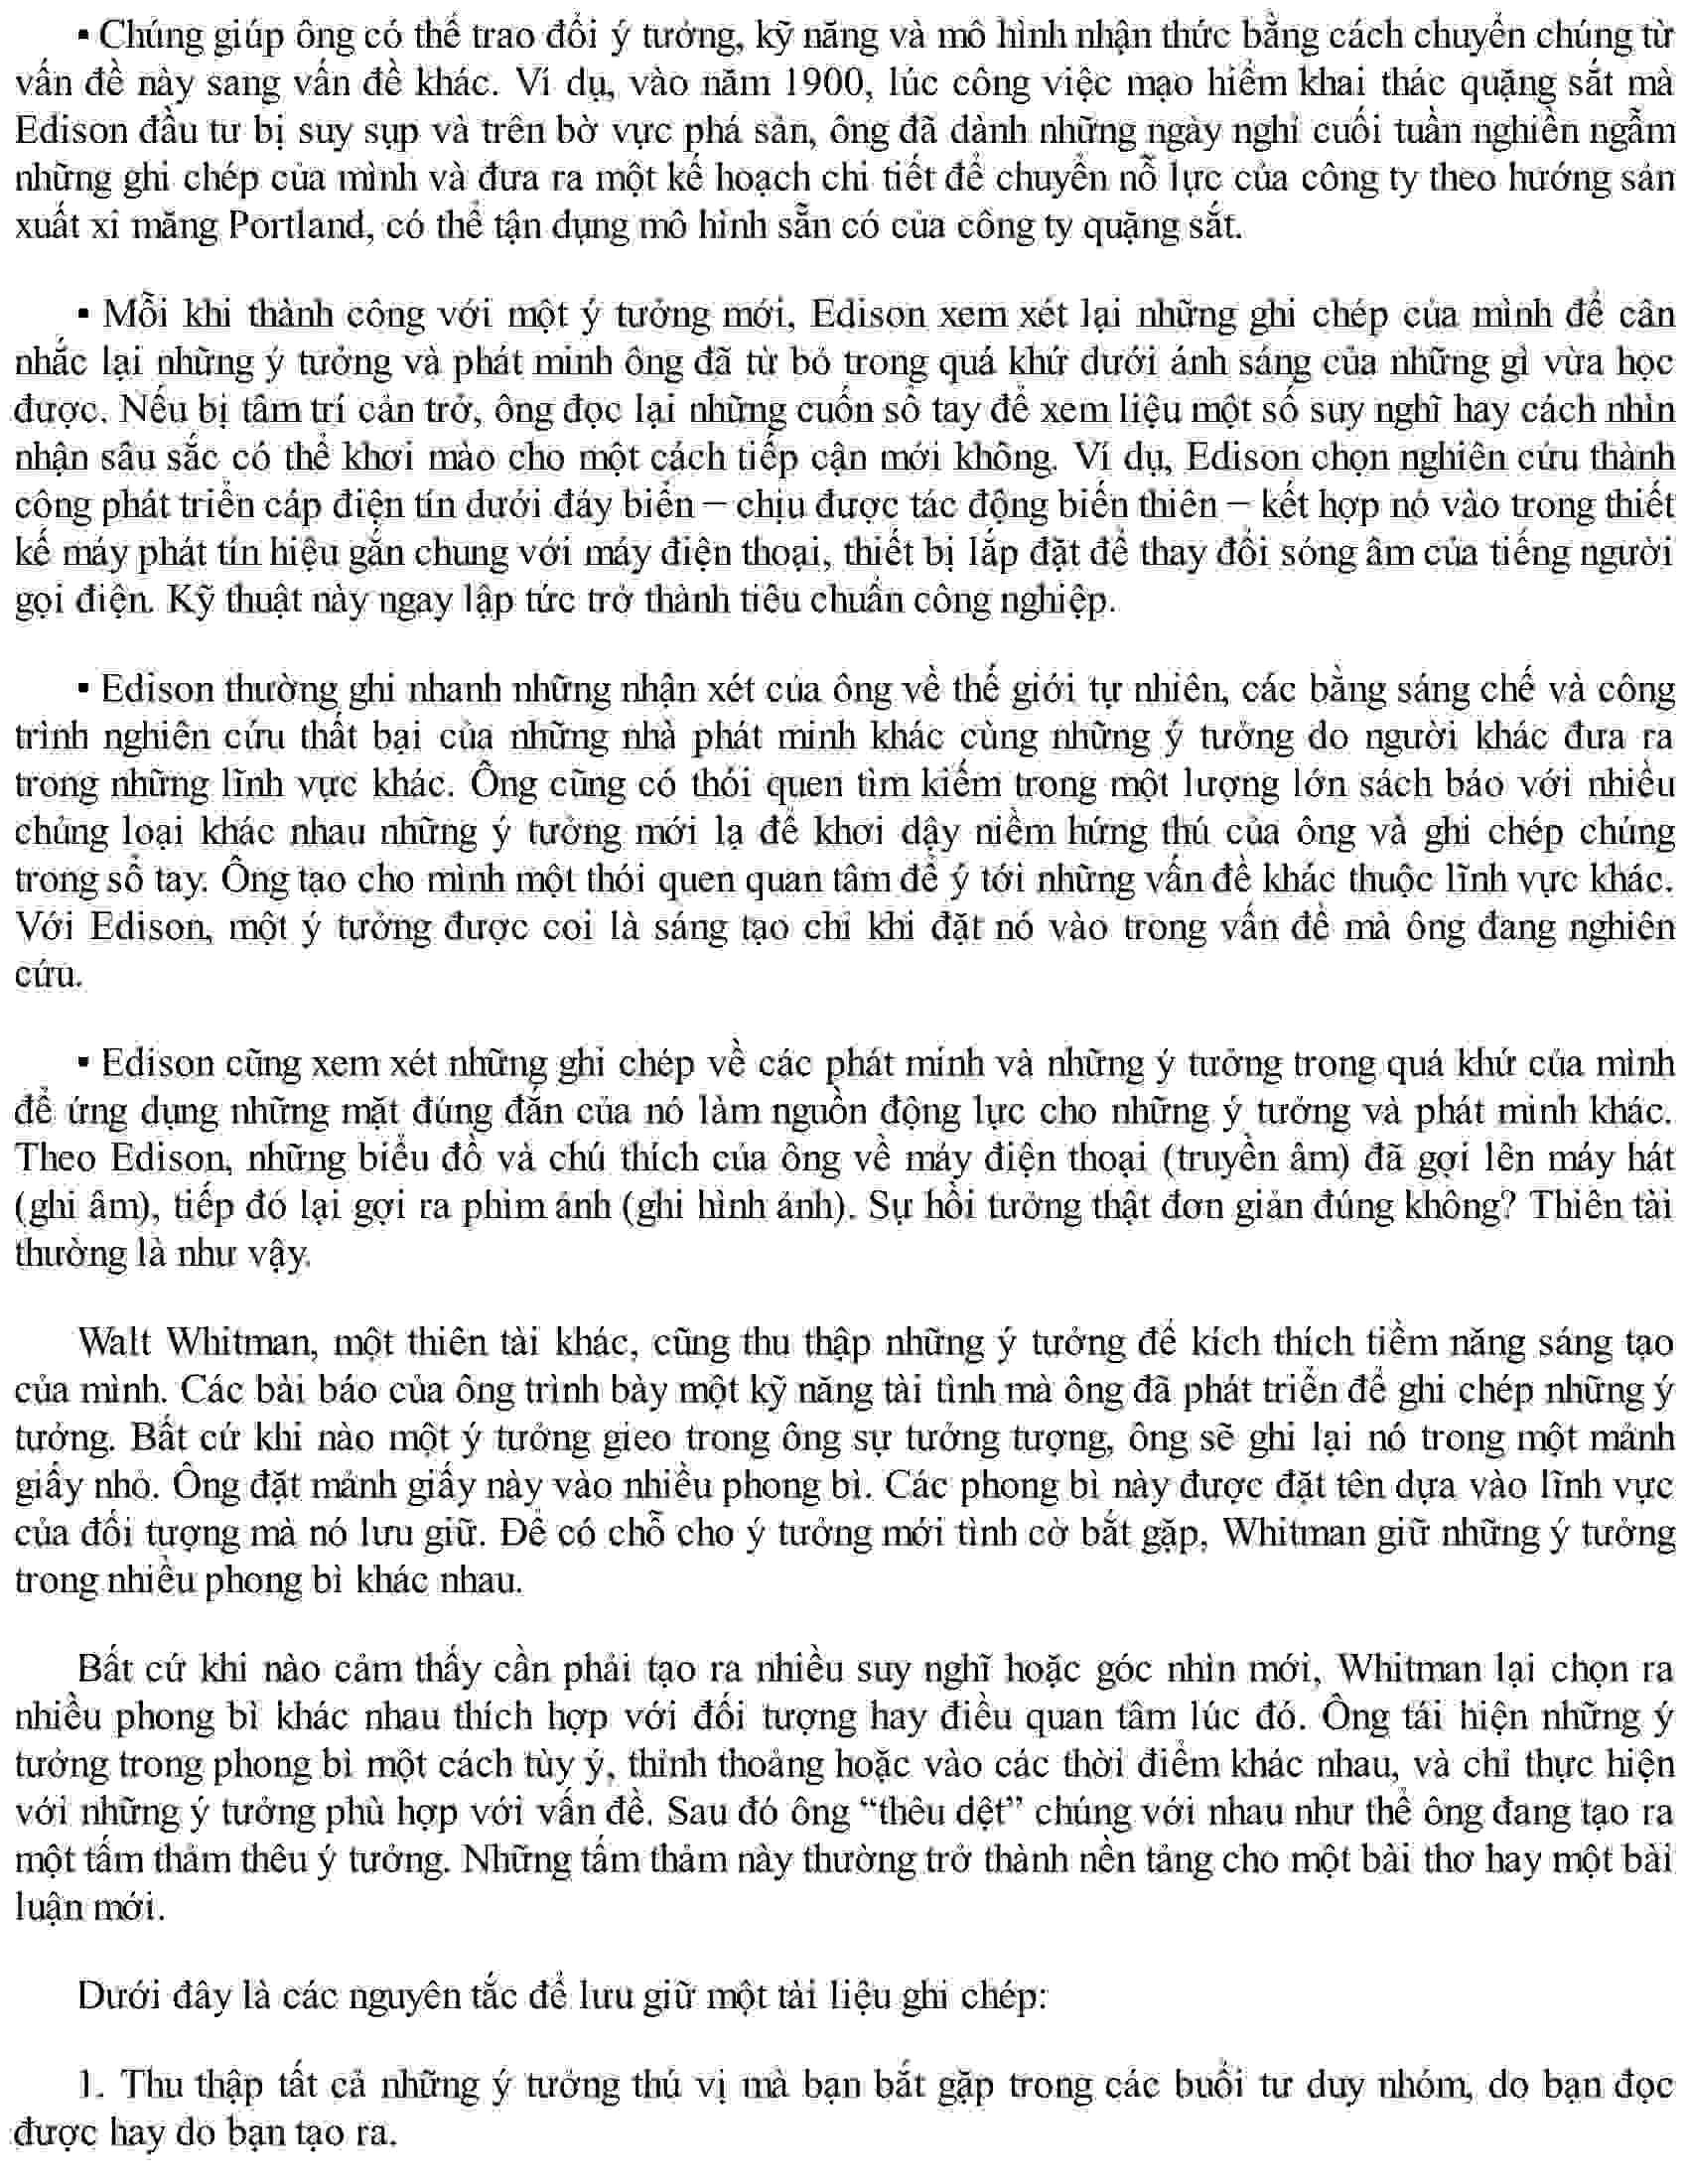 ▪ Chúng giúp ông có thể trao đổi ý tưởng, kỹ năng và mô hình nhận thức bằng cách chuyển chúng từ
vấn đề này sang vấn đề khác. Ví dụ, vào năm 1900, lúc công việc mạo hiểm khai thác quặng sắt mà
Edison đầu tư bị suy sụp và trên bờ vực phá sản, ông đã dành những ngày nghỉ cuối tuần nghiền ngẫm
những ghi chép của mình và đưa ra một kế hoạch chi tiết để chuyển nỗ lực của công ty theo hướng sản
xuất xi măng Portland, có thể tận dụng mô hình sẵn có của công ty quặng sắt.
▪ Mỗi khi thành công với một ý tưởng mới, Edison xem xét lại những ghi chép của mình để cân
nhắc lại những ý tưởng và phát minh ông đã từ bỏ trong quá khứ dưới ánh sáng của những gì vừa học
được. Nếu bị tâm trí cản trở, ông đọc lại những cuốn sổ tay để xem liệu một số suy nghĩ hay cách nhìn
nhận sâu sắc có thể khơi mào cho một cách tiếp cận mới không. Ví dụ, Edison chọn nghiên cứu thành
công phát triển cáp điện tín dưới đáy biển – chịu được tác động biến thiên – kết hợp nó vào trong thiết
kế máy phát tín hiệu gắn chung với máy điện thoại, thiết bị lắp đặt để thay đổi sóng âm của tiếng người
gọi điện. Kỹ thuật này ngay lập tức trở thành tiêu chuẩn công nghiệp.
▪ Edison thường ghi nhanh những nhận xét của ông về thế giới tự nhiên, các bằng sáng chế và công
trình nghiên cứu thất bại của những nhà phát minh khác cùng những ý tưởng do người khác đưa ra
trong những lĩnh vực khác. Ông cũng có thói quen tìm kiếm trong một lượng lớn sách báo với nhiều
chủng loại khác nhau những ý tưởng mới lạ để khơi dậy niềm hứng thú của ông và ghi chép chúng
trong sổ tay. Ông tạo cho mình một thói quen quan tâm để ý tới những vấn đề khác thuộc lĩnh vực khác.
Với Edison, một ý tưởng được coi là sáng tạo chỉ khi đặt nó vào trong vấn đề mà ông đang nghiên
cứu.
▪ Edison cũng xem xét những ghi chép về các phát minh và những ý tưởng trong quá khứ của mình
để ứng dụng những mặt đúng đắn của nó làm nguồn động lực cho những ý tưởng và phát minh khác.
Theo Edison, những biểu đồ và chú thích của ông về máy điện thoại (truyền âm) đã gợi lên máy hát
(ghi âm), tiếp đó lại gợi ra phim ảnh (ghi hình ảnh). Sự hồi tưởng thật đơn giản đúng không? Thiên tài
thường là như vậy.
Walt Whitman, một thiên tài khác, cũng thu thập những ý tưởng để kích thích tiềm năng sáng tạo
của mình. Các bài báo của ông trình bày một kỹ năng tài tình mà ông đã phát triển để ghi chép những ý
tưởng. Bất cứ khi nào một ý tưởng gieo trong ông sự tưởng tượng, ông sẽ ghi lại nó trong một mảnh
giấy nhỏ. Ông đặt mảnh giấy này vào nhiều phong bì. Các phong bì này được đặt tên dựa vào lĩnh vực
của đối tượng mà nó lưu giữ. Để có chỗ cho ý tưởng mới tình cờ bắt gặp, Whitman giữ những ý tưởng
trong nhiều phong bì khác nhau.
Bất cứ khi nào cảm thấy cần phải tạo ra nhiều suy nghĩ hoặc góc nhìn mới, Whitman lại chọn ra
nhiều phong bì khác nhau thích hợp với đối tượng hay điều quan tâm lúc đó. Ông tái hiện những ý
tưởng trong phong bì một cách tùy ý, thỉnh thoảng hoặc vào các thời điểm khác nhau, và chỉ thực hiện
với những ý tưởng phù hợp với vấn đề. Sau đó ông “thêu dệt” chúng với nhau như thể ông đang tạo ra
một tấm thảm thêu ý tưởng. Những tấm thảm này thường trở thành nền tảng cho một bài thơ hay một bài
luận mới.
Dưới đây là các nguyên tắc để lưu giữ một tài liệu ghi chép:
1. Thu thập tất cả những ý tưởng thú vị mà bạn bắt gặp trong các buổi tư duy nhóm, do bạn đọc
được hay do bạn tạo ra.